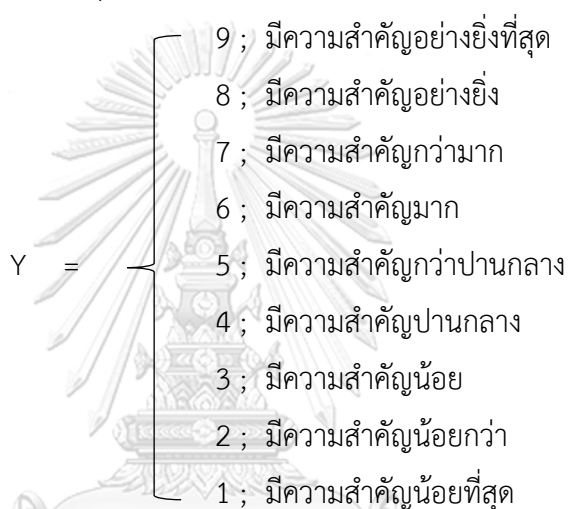 9 ; มีความสำคัญอย่างยิ่งที่สุด
8 ; มีความสำคัญอย่างยิ่ง
7 ; มีความสำคัญกว่ามาก
6 ; มีความสำคัญมาก
Y = 5 ; มีความสำคัญกว่าปานกลาง
4 ; มีความสำคัญปานกลาง
3 ; มีความสำคัญน้อย
2 ; มีความสำคัญน้อยกว่า
1 ; มีความสำคัญน้อยที่สุด